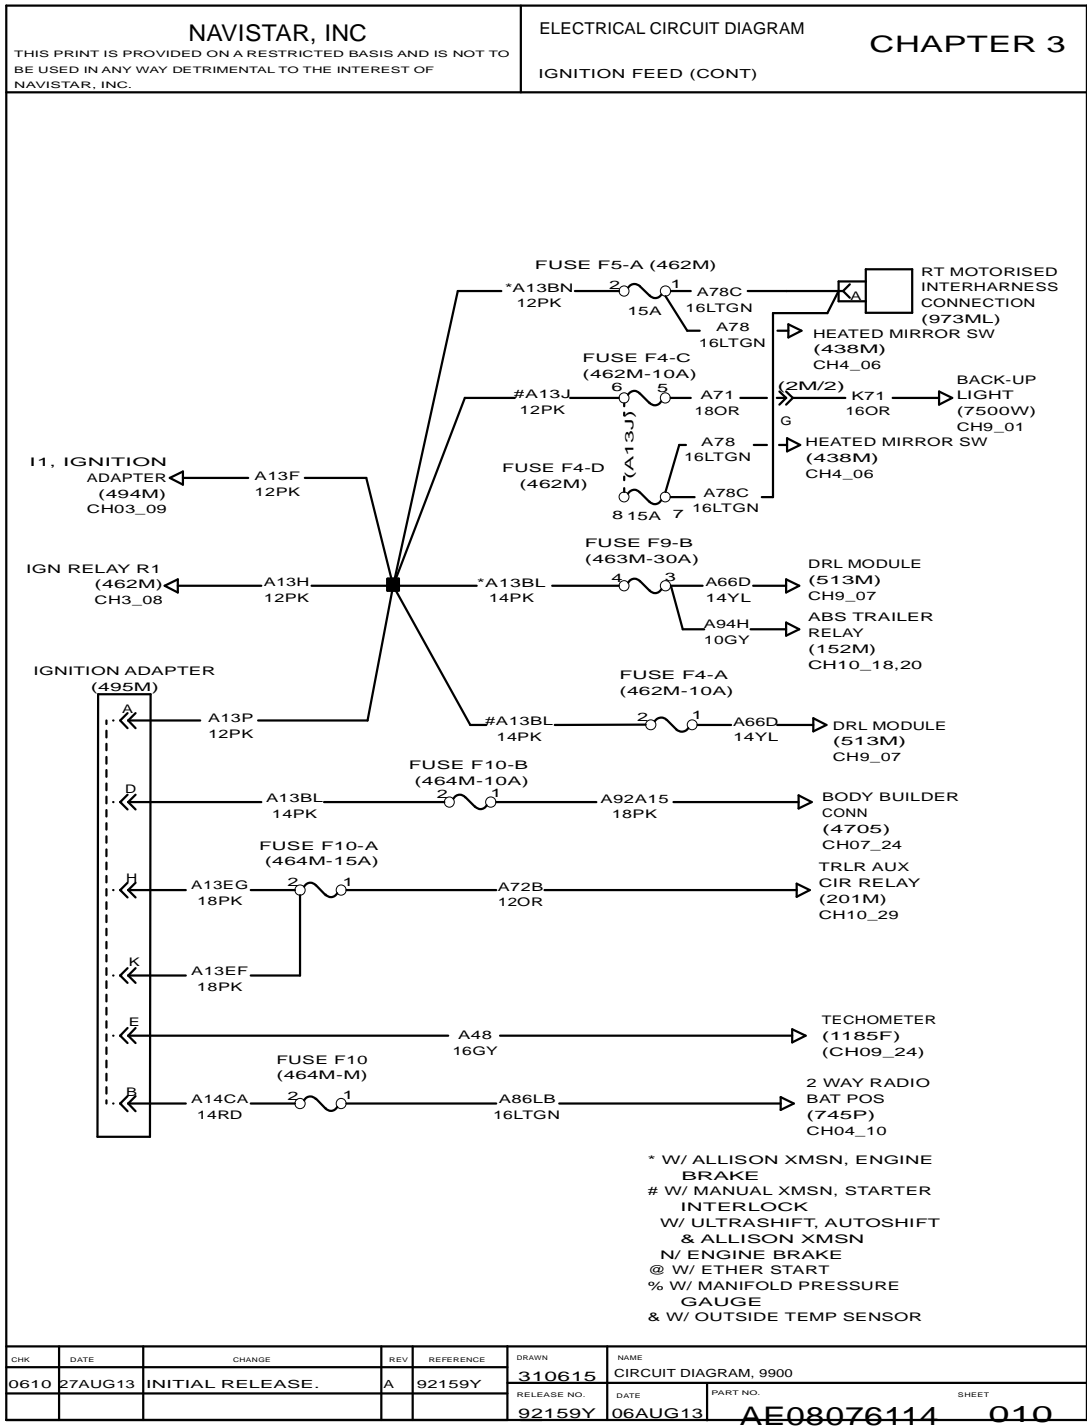 NAVISTAR, INC
THIS PRINT IS PROVIDED ON A RESTRICTED BASIS AND IS NOT TO
BE USED IN ANY WAY DETRIMENTAL TO THE INTEREST OF
NAVISTAR, INC.
ELECTRICAL CIRCUIT DIAGRAM
IGNITION FEED (CONT)
CHAPTER 3
FUSE F5-A (462M)
*A13BN
12PK
2
1
15A
A78C
16LTGN
A
RT MOTORISED
INTERHARNESS
CONNECTION
(973ML)
A78
16LTGN
HEATED MIRROR SW
(438M)
CH4_06
FUSE F4-C
(462M-10A)
#A13J
12PK
6
5
A71
18OR
(2M/2)
G
K71
16OR
BACK-UP
LIGHT
(7500W)
CH9_01
(A13J)
A78
16LTGN
HEATED MIRROR SW
(438M)
CH4_06
FUSE F4-D
(462M)
8
15A
7
A78C
16LTGN
I1, IGNITION
ADAPTER
(494M)
CH03_09
A13F
12PK
IGN RELAY R1
(462M)
CH3_08
A13H
12PK
FUSE F9-B
(463M-30A)
*A13BL
14PK
4
3
A66D
14YL
DRL MODULE
(513M)
CH9_07
A94H
10GY
ABS TRAILER
RELAY
(152M)
CH10_18,20
IGNITION ADAPTER
(495M)
A
A13P
12PK
FUSE F4-A
(462M-10A)
#A13BL
14PK
2
1
A66D
14YL
DRL MODULE
(513M)
CH9_07
FUSE F10-B
(464M-10A)
D
A13BL
14PK
2
1
A92A15
18PK
BODY BUILDER
CONN
(4705)
CH07_24
FUSE F10-A
(464M-15A)
H
A13EG
18PK
2
1
A72B
12OR
TRLR AUX
CIR RELAY
(201M)
CH10_29
K
A13EF
18PK
E
A48
16GY
TECHOMETER
(1185F)
(CH09_24)
FUSE F10
(464M-M)
B
A14CA
14RD
2
1
A86LB
16LTGN
2 WAY RADIO
BAT POS
(745P)
CH04_10
* W/ ALLISON XMSN, ENGINE
BRAKE
# W/ MANUAL XMSN, STARTER
INTERLOCK
W/ ULTRASHIFT, AUTOSHIFT
& ALLISON XMSN
N/ ENGINE BRAKE
@ W/ ETHER START
% W/ MANIFOLD PRESSURE
GAUGE
& W/ OUTSIDE TEMP SENSOR
CHK
DATE
CHANGE
REV
REFERENCE
0610
27AUG13
INITIAL RELEASE.
A
92159Y
DRAWN
310615
NAME
CIRCUIT DIAGRAM, 9900
RELEASE NO.
92159Y
DATE
06AUG13
PART NO.
AE08076114
SHEET
010